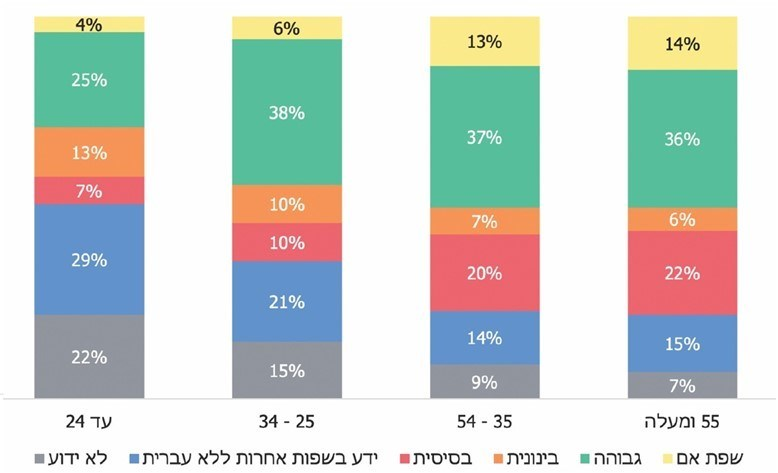 4% 6% 13% 14%
25% 38% 37% 36%
13% 10% 7% 6%
7% 10% 20% 22%
29% 21% 14% 15%
22% 15% 9% 7%
עד 24
25 - 34
35 - 54
55 ומעלה
שפת אם
גבוהה
בינונית
בסיסית
ידע בשפות אחרות ללא עברית
לא ידוע